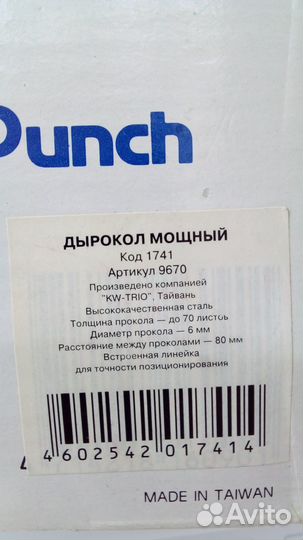 Punch
ДЫРОКОЛ МОЩНЫЙ
Код 1741
Артикул 9670
Произведено компанией
"KW-TRIO", Тайвань
Высококачественная сталь
Толщина прокола — до 70 листов
Диаметр прокола — 6 мм
Расстояние между проколами — 80 мм
Встроенная линейка
для точности позиционирования
4 602542 017414
MADE IN TAIWAN
Avito